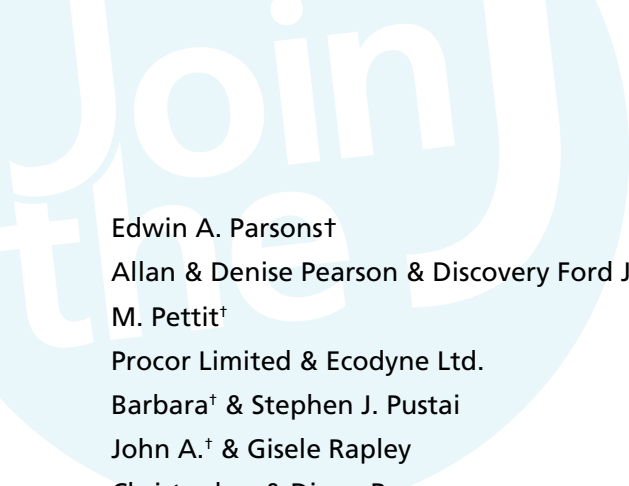 Join
the J
Edwin A. Parsons†
Allan & Denise Pearson & Discovery Ford J
M. Pettit†
Procor Limited & Ecodyne Ltd.
Barbara† & Stephen J. Pustai
John A.† & Gisele Rapley